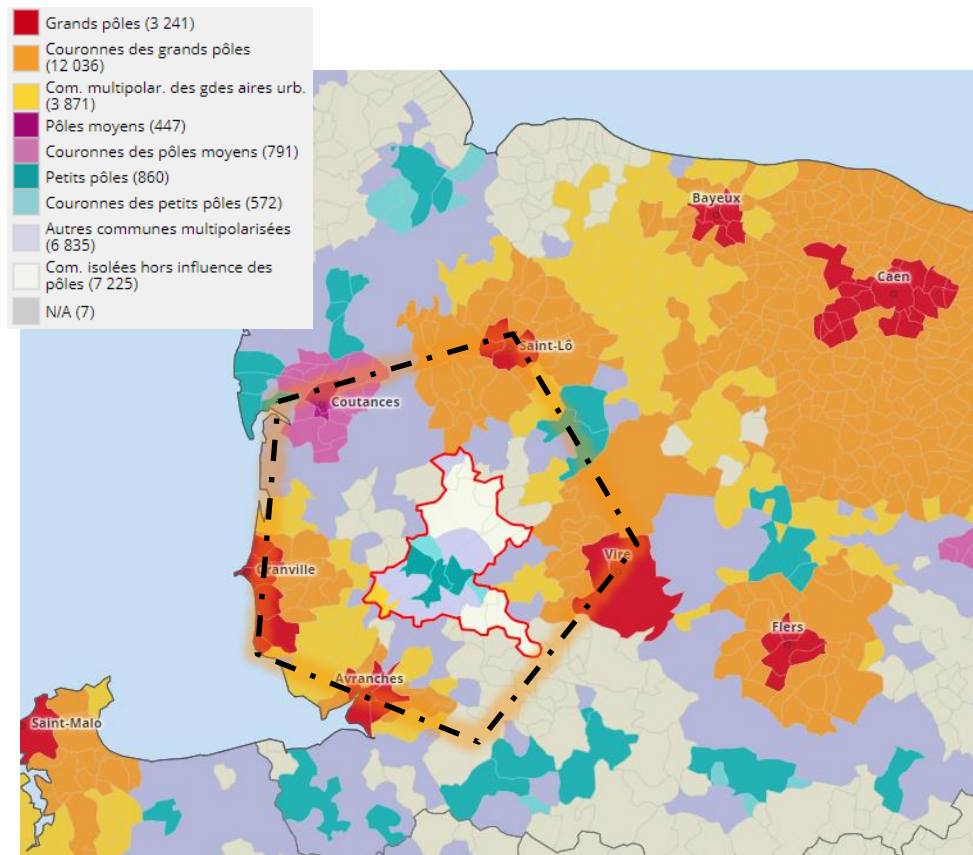 Grands pôles (3 241)
Couronnes des grands pôles
(12 036)
Com. multipolar. des gdes aires urb.
(3 871)
Pôles moyens (447)
Couronnes des pôles moyens (791)
Petits pôles (860)
Couronnes des petits pôles (572)
Autres communes multipolarisées
(6 835)
Com. isolées hors influence des
pôles (7 225)
N/A (7)
Bayeux
Caen
Saint-Lô
Coutances
Vire
Granville
Flers
Avranches
Saint-Malo